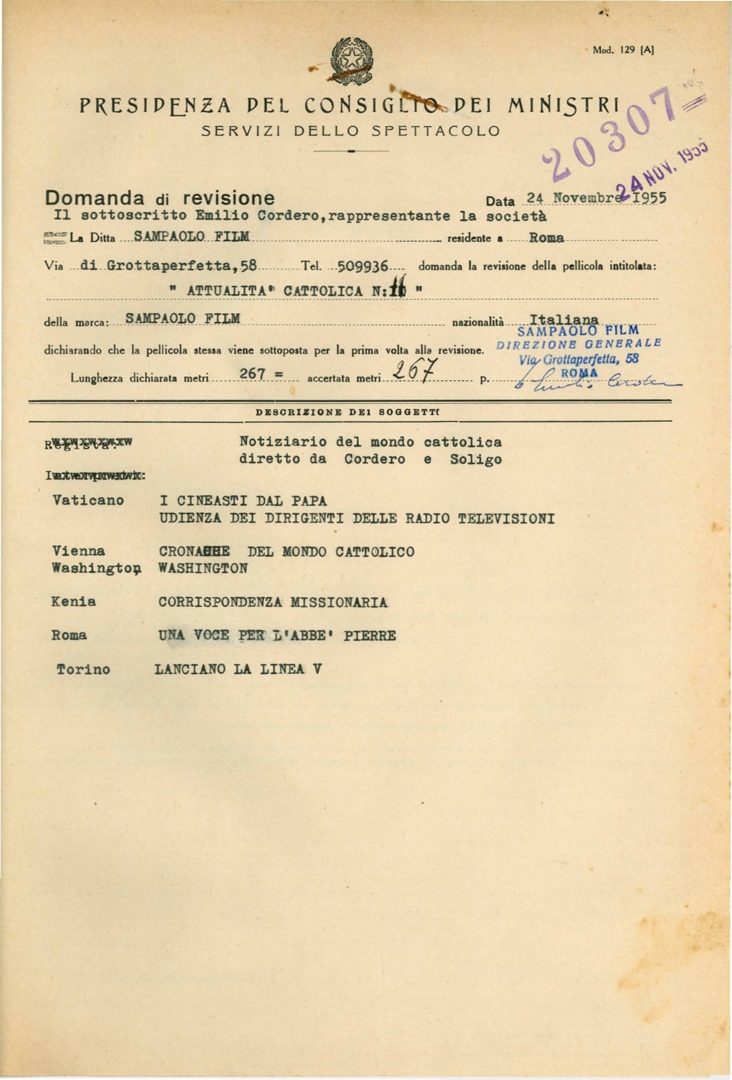 Mod. 129 [A]
PRESIDENZA DEL CONSIGLIO DEI MINISTRI
SERVIZI DELLO SPETTACOLO
20307
24 NOV. 1955
Domanda di revisione Data 24 Novembre 1955
Il sottoscritto Emilio Cordero, rappresentante la società
La Ditta SAMPAOLO FILM residente a Roma
Via di Grottaperfetta, 58 Tel. 509936 domanda la revisione della pellicola intitolata:
" ATTUALITA' CATTOLICA N: "
della marca: SAMPAOLO FILM nazionalità Italiana
SAMPAOLO FILM
DIREZIONE GENERALE
Via Grottaperfetta, 58
ROMA
dichiarando che la pellicola stessa viene sottoposta per la prima volta alla revisione.
Lunghezza dichiarata metri 267 = accertata metri 267 p. Emilio Cordero
DESCRIZIONE DEI SOGGETTI
Notiziario del mondo cattolica
diretto da Cordero e Soligo
Vaticano I CINEASTI DAL PAPA
UDIENZA DEI DIRIGENTI DELLE RADIO TELEVISIONI
Vienna CRONACHE DEL MONDO CATTOLICO
Washington WASHINGTON
Kenia CORRISPONDENZA MISSIONARIA
Roma UNA VOCE PER L'ABBE' PIERRE
Torino LANCIANO LA LINEA V